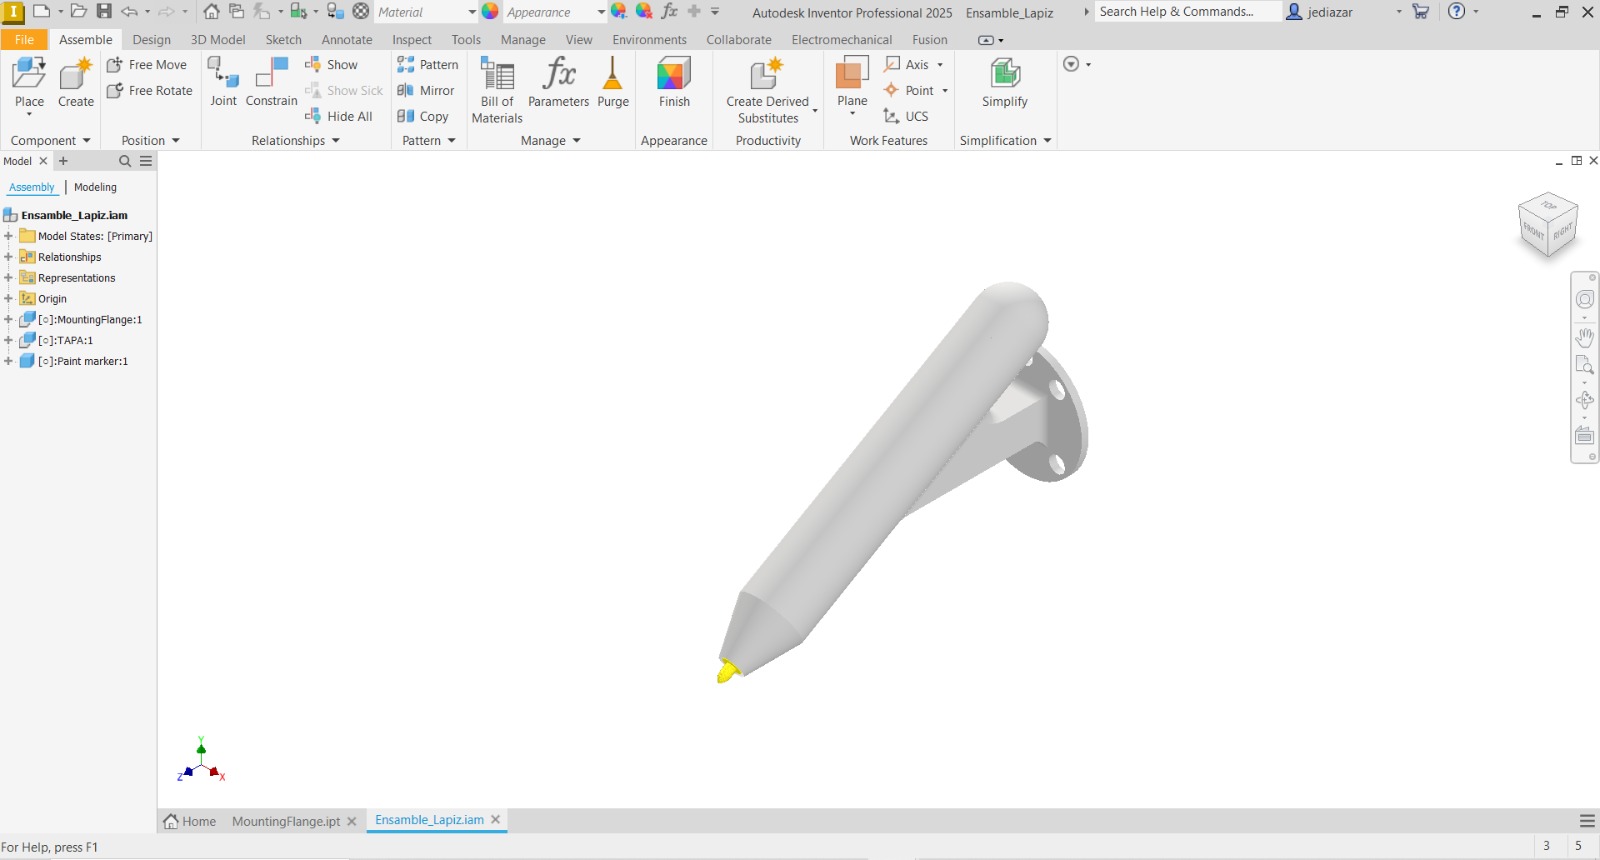 Material
Appearance
Autodesk Inventor Professional 2025 Ensamble_Lapiz
Search Help & Commands...
jediazar
File Assemble Design 3D Model Sketch Annotate Inspect Tools Manage View Environments Collaborate Electromechanical Fusion
Place
Create
Component
Free Move
Free Rotate
Position
Joint
Constrain
Show
Show Sick
Hide All
Relationships
Pattern
Mirror
Copy
Pattern
Bill of
Materials
Parameters
Purge
Manage
Finish
Appearance
Create Derived
Substitutes
Productivity
Plane
Axis
Point
UCS
Work Features
Simplify
Simplification
Model
Assembly | Modeling
Ensamble_Lapiz.iam
Model States: [Primary]
Relationships
Representations
Origin
[○]:MountingFlange:1
[○]:TAPA:1
[○]:Paint marker:1
TOP
FRONT
RIGHT
Y
Z
X
Home MountingFlange.ipt Ensamble_Lapiz.iam
For Help, press F1
3 5